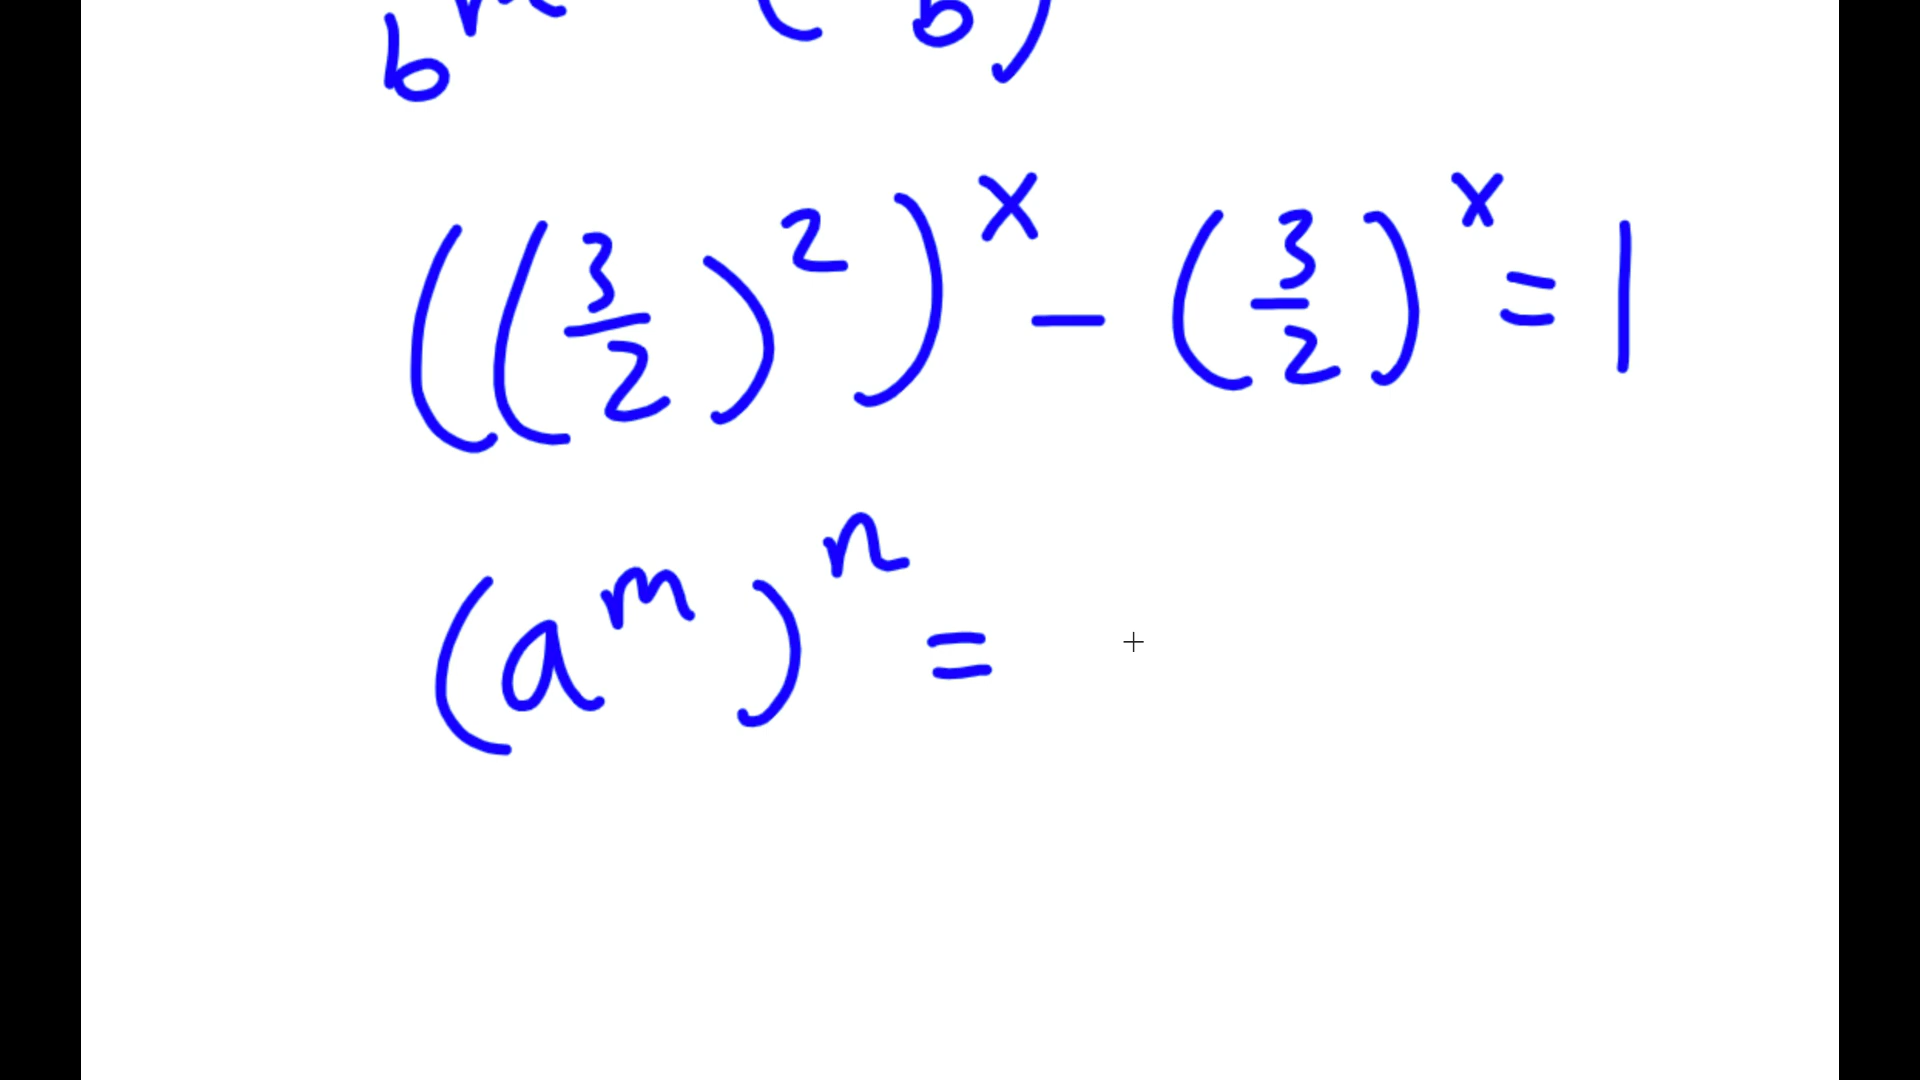 b^m ( b )
((3/2)^2)^x - (3/2)^x = 1
(a^m)^n =